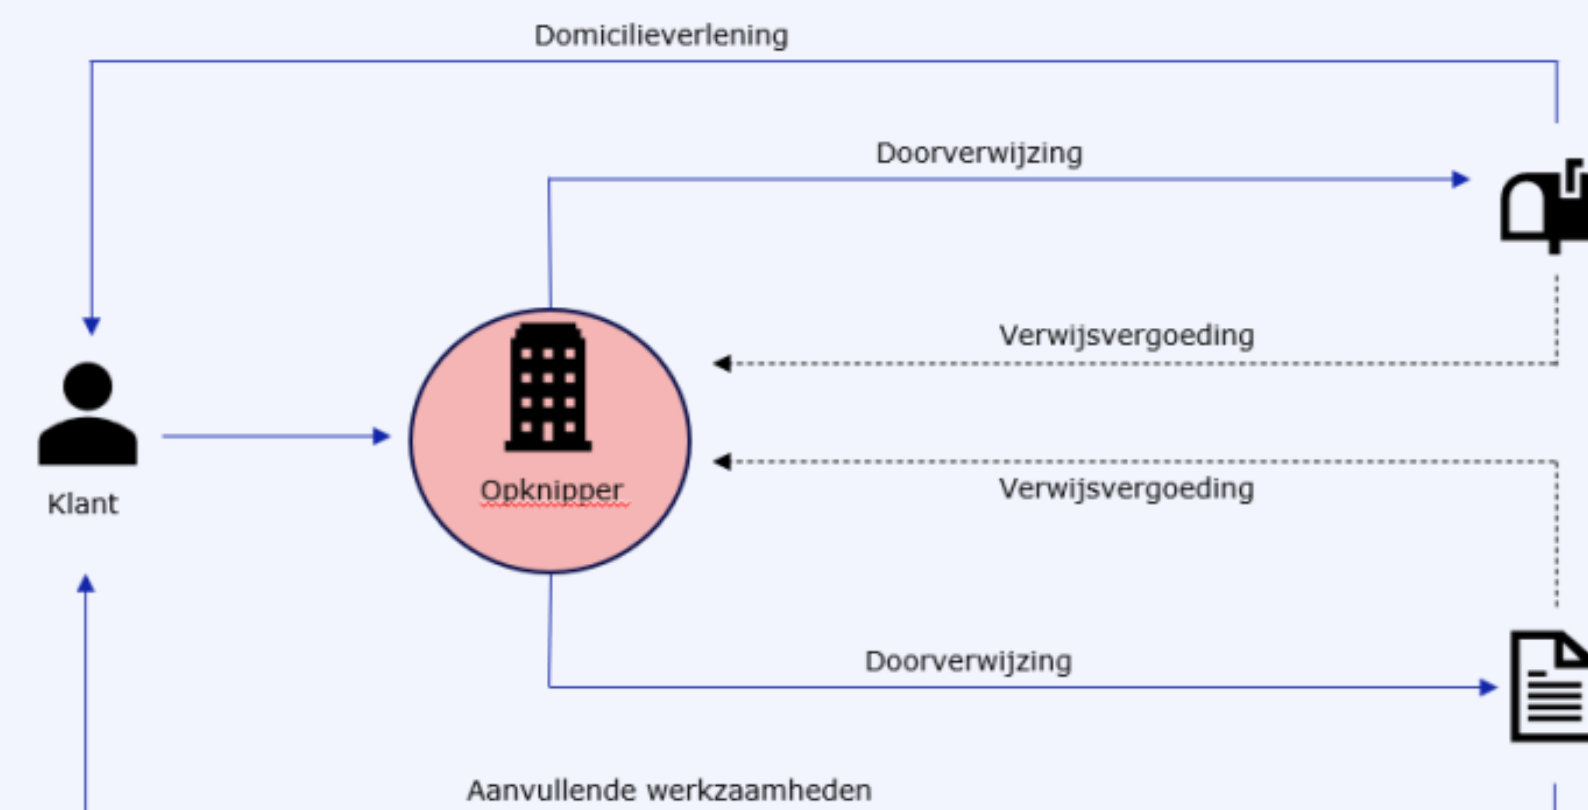 Domicilieverlening
Doorverwijzing
Verwijsvergoeding
Klant
Opknipper
Verwijsvergoeding
Doorverwijzing
Aanvullende werkzaamheden